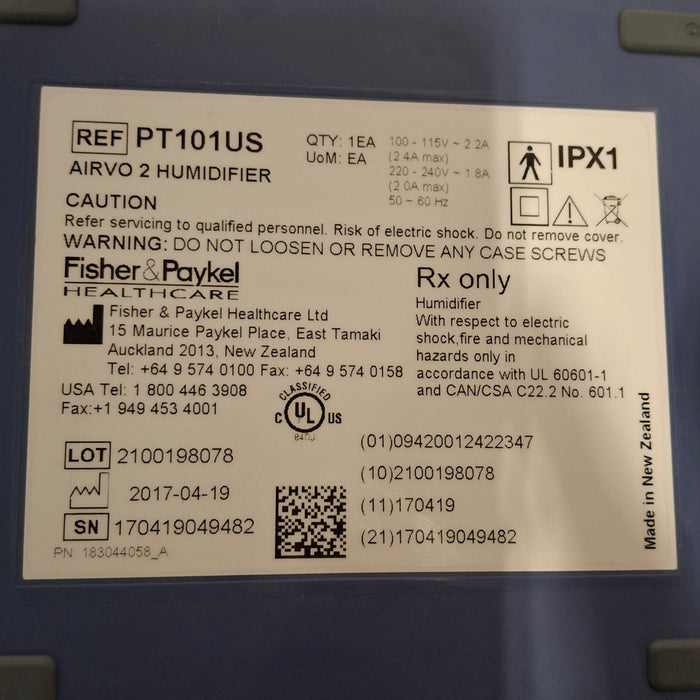 REF PT101US
AIRVO 2 HUMIDIFIER
QTY: 1EA
UoM: EA
100 - 115V ~ 2.2A
(2.4A max)
220 - 240V ~ 1.8A
(2.0A max)
50 ~ 60 Hz
IPX1
CAUTION
Refer servicing to qualified personnel. Risk of electric shock. Do not remove cover.
WARNING: DO NOT LOOSEN OR REMOVE ANY CASE SCREWS
Fisher&Paykel
HEALTHCARE
Fisher & Paykel Healthcare Ltd
15 Maurice Paykel Place, East Tamaki
Auckland 2013, New Zealand
Tel: +64 9 574 0100 Fax: +64 9 574 0158
USA Tel: 1 800 446 3908
Fax:+1 949 453 4001
Rx only
Humidifier
With respect to electric
shock,fire and mechanical
hazards only in
accordance with UL 60601-1
and CAN/CSA C22.2 No. 601.1
CLASSIFIED
C UL US
84DJ
LOT 2100198078
2017-04-19
SN 170419049482
PN: 183044058_A
(01)09420012422347
(10)2100198078
(11)170419
(21)170419049482
Made in New Zealand